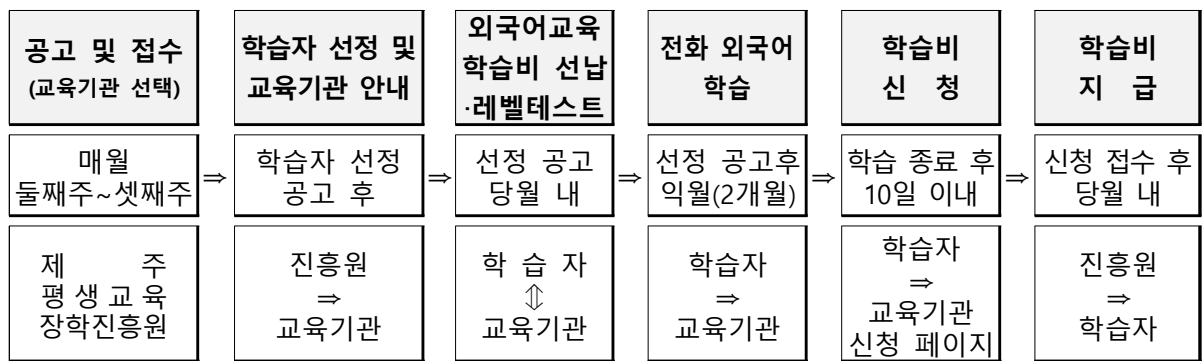 공고 및 접수
(교육기관 선택)
학습자 선정 및
교육기관 안내
외국어교육
학습비 선납
·레벨테스트
전화 외국어
학습
학습비
신 청
학습비
지 급
매월
둘째주~셋째주
⇒
학습자 선정
공고 후
⇒
선정 공고
당월 내
⇒
선정 공고후
익월(2개월)
⇒
학습 종료 후
10일 이내
⇒
신청 접수 후
당월 내
제 주
평생교육
장학진흥원
진흥원
⇒
교육기관
학 습 자
⇕
교육기관
학습자
⇒
교육기관
학습자
⇒
교육기관
신청 페이지
진흥원
⇒
학습자